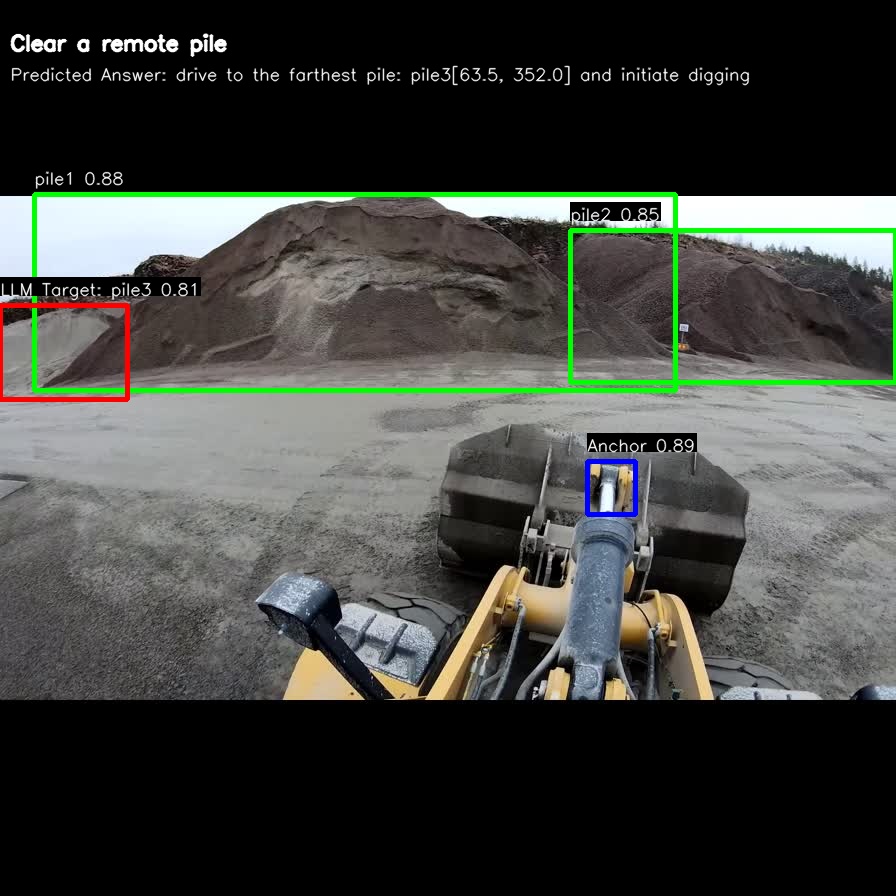 Clear a remote pile
Predicted Answer: drive to the farthest pile: pile3[63.5, 352.0] and initiate digging
pile1 0.88
pile2 0.85
LLM Target: pile3 0.81
Anchor 0.89